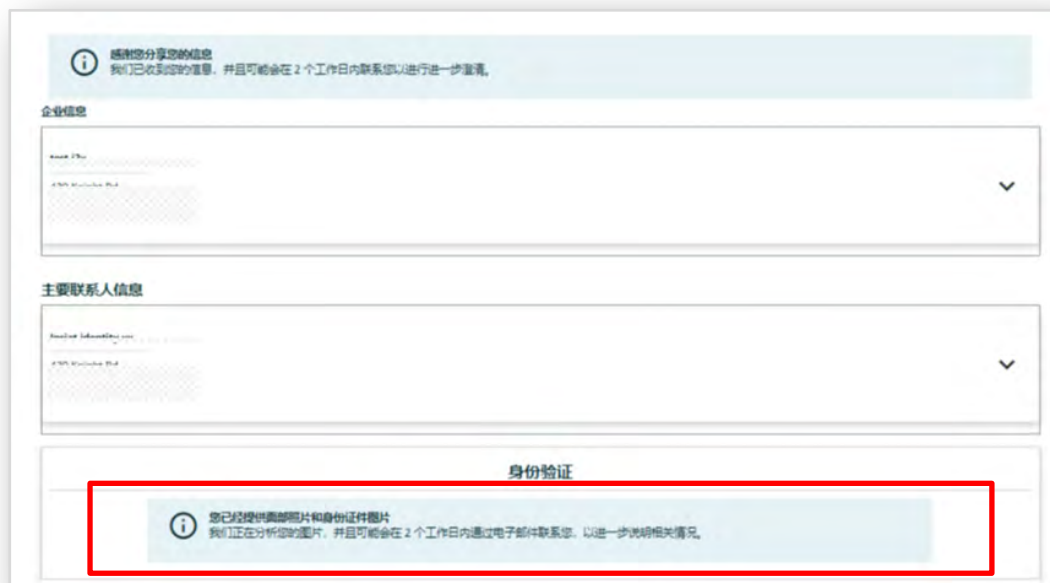 感谢您分享您的信息
我们已收到您的信息，并且可能会在 2 个工作日内联系您以进行进一步澄清。
企业信息
主要联系人信息
身份验证
您已经提供面部照片和身份证件图片
我们正在分析您的图片，并且可能会在 2 个工作日内通过电子邮件联系您，以进一步说明相关情况。